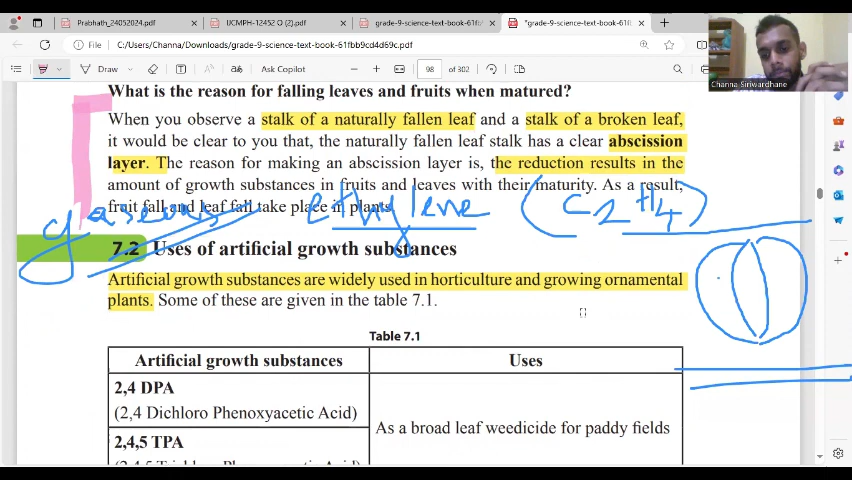 Prabhath_24052024.pdf
IJCMPH-12452 O (2).pdf
grade-9-science-text-book-61fbb9
*grade-9-science-text-book-61fb
File C:/Users/Channa/Downloads/grade-9-science-text-book-61fbb9cd4d69c.pdf
Channa Siriwardhane
Draw
Ask Copilot
98 of 302
What is the reason for falling leaves and fruits when matured?
When you observe a stalk of a naturally fallen leaf and a stalk of a broken leaf,
it would be clear to you that, the naturally fallen leaf stalk has a clear abscission
layer. The reason for making an abscission layer is, the reduction results in the
amount of growth substances in fruits and leaves with their maturity. As a result,
fruit fall and leaf fall take place in plants.
gaseous ethylene (C2H4)
7.2 Uses of artificial growth substances
Artificial growth substances are widely used in horticulture and growing ornamental
plants. Some of these are given in the table 7.1.
Table 7.1
Artificial growth substances Uses
2,4 DPA
(2,4 Dichloro Phenoxyacetic Acid)
As a broad leaf weedicide for paddy fields
2,4,5 TPA